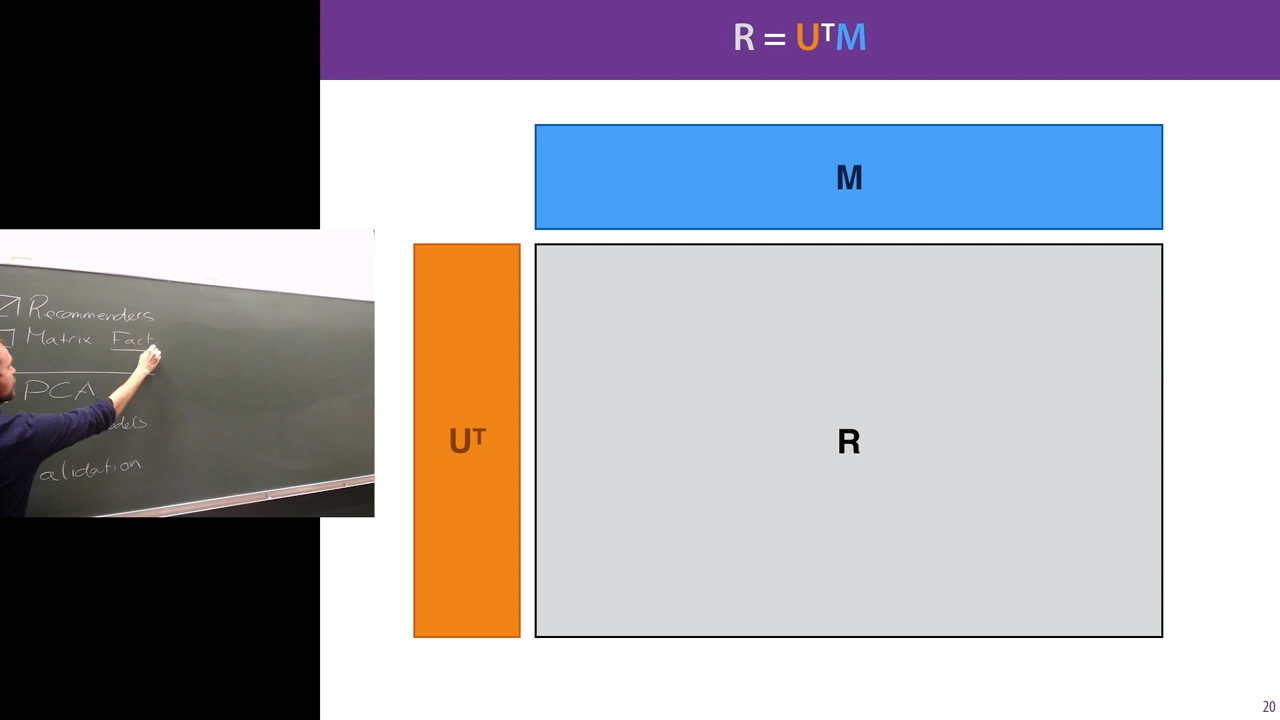 R = UᵀM
M
Uᵀ
R
Recommenders
Matrix Fact
PCA
alidation
20